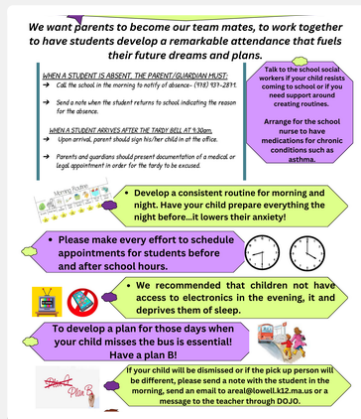 We want parents to become our team mates, to work together
to have students develop a remarkable attendance that fuels
their future dreams and plans.
WHEN A STUDENT IS ABSENT, THE PARENT/GUARDIAN MUST:
Call the school in the morning to notify of absence- (978) 937-2871.
Send a note when the student returns to school indicating the reason
for the absence.
WHEN A STUDENT ARRIVES AFTER THE TARDY BELL AT 9:30am:
Upon arrival, parent should sign his/her child in at the office.
Parents and guardians should present documentation of a medical or
legal appointment in order for the tardy to be excused.
Talk to the school social
workers if your child resists
coming to school or if you
need support around
creating routines.
Arrange for the school
nurse to have
medications for chronic
conditions such as
asthma.
• Develop a consistent routine for morning and
night. Have your child prepare everything the
night before...it lowers their anxiety!
• Please make every effort to schedule
appointments for students before
and after school hours.
• We recommended that children not have
access to electronics in the evening, it and
deprives them of sleep.
To develop a plan for those days when
your child misses the bus is essential!
Have a plan B!
Plan B
If your child will be dismissed or if the pick up person will
be different, please send a note with the student in the
morning, send an email to areal@lowell.k12.ma.us or a
message to the teacher through DOJO.